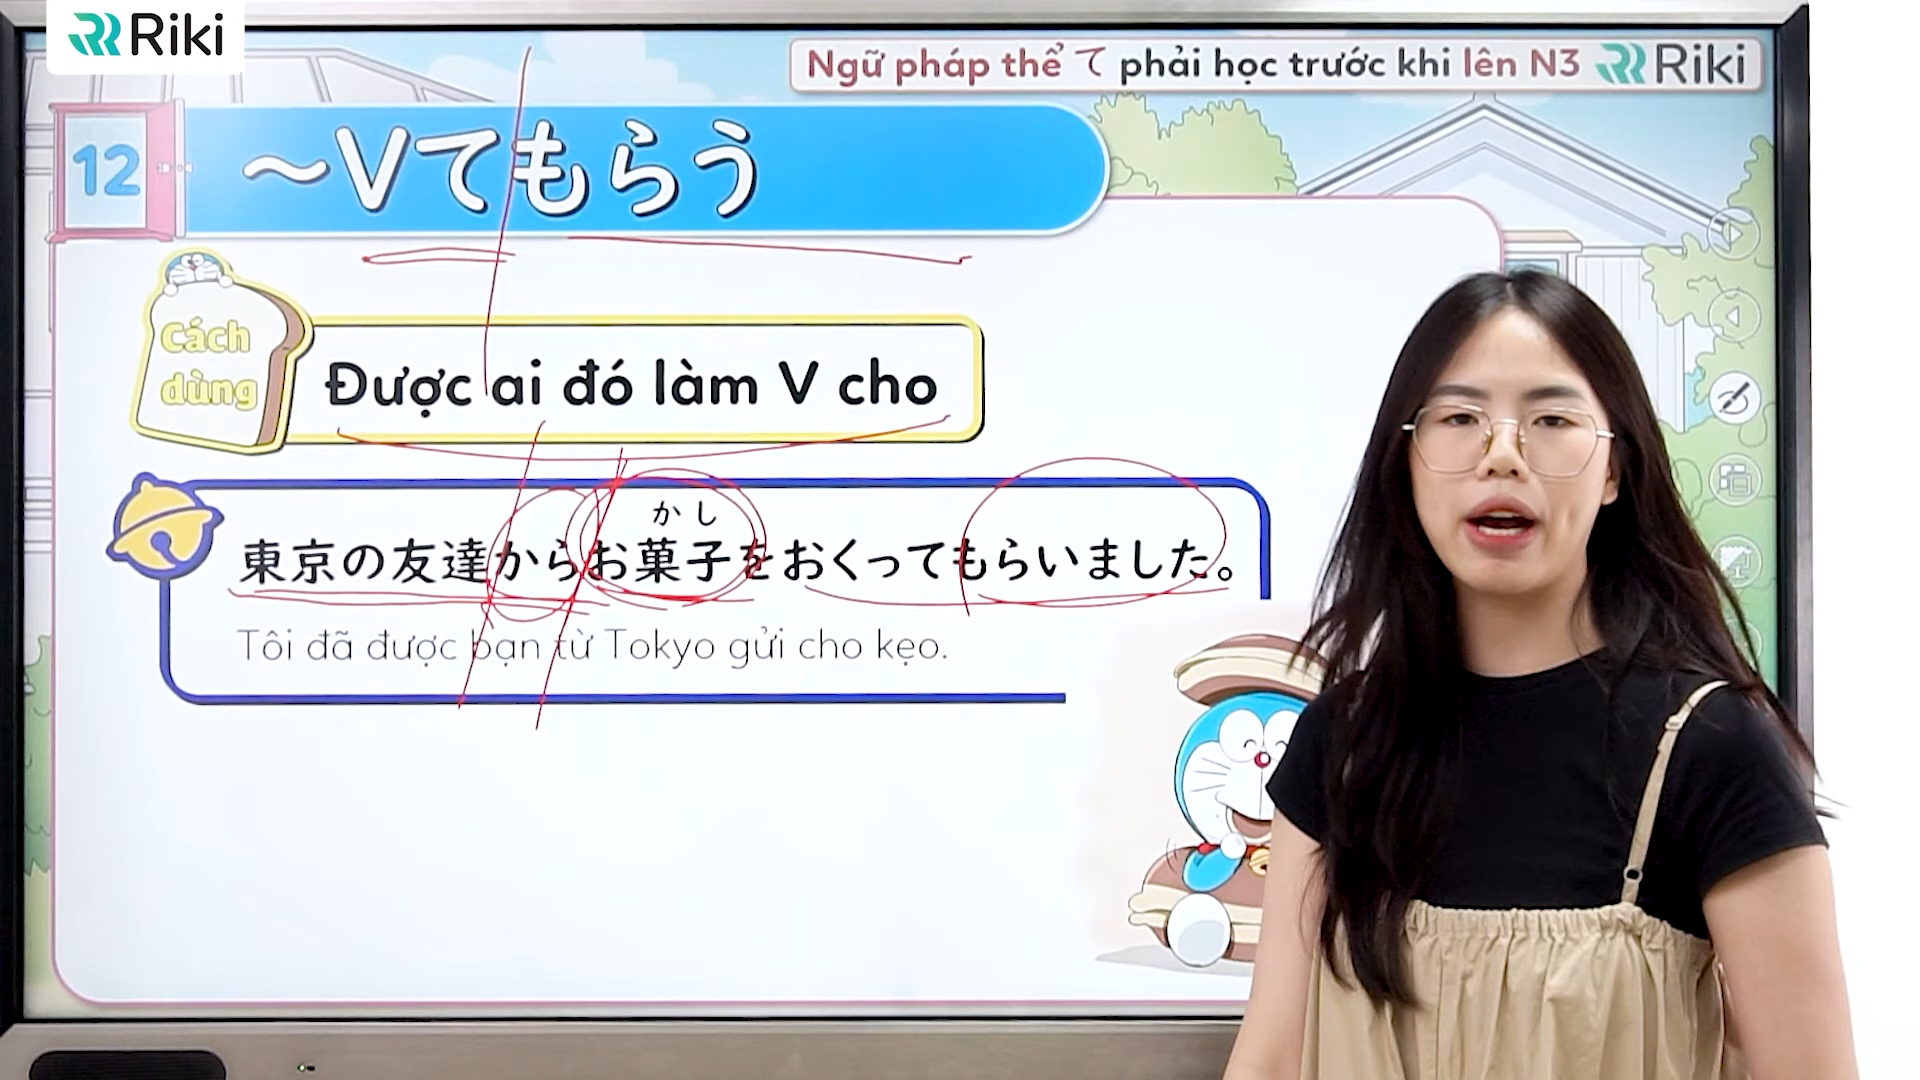 Riki
Ngữ pháp thể て phải học trước khi lên N3 Riki
12
～Vてもらう
Cách dùng
Được ai đó làm V cho
かし
東京の友達からお菓子をおくってもらいました。
Tôi đã được bạn từ Tokyo gửi cho kẹo.